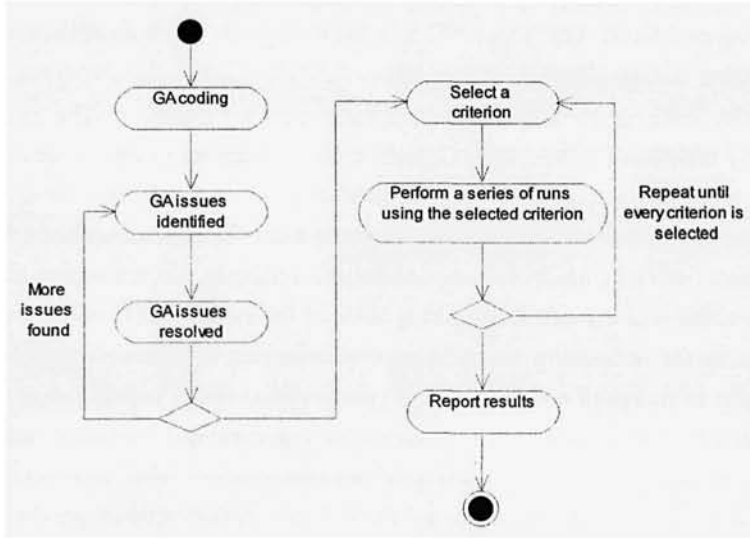 GA coding
GA issues
identified
More
issues
found
GA issues
resolved
Select a
criterion
Perform a series of runs
using the selected criterion
Repeat until
every criterion is
selected
Report results